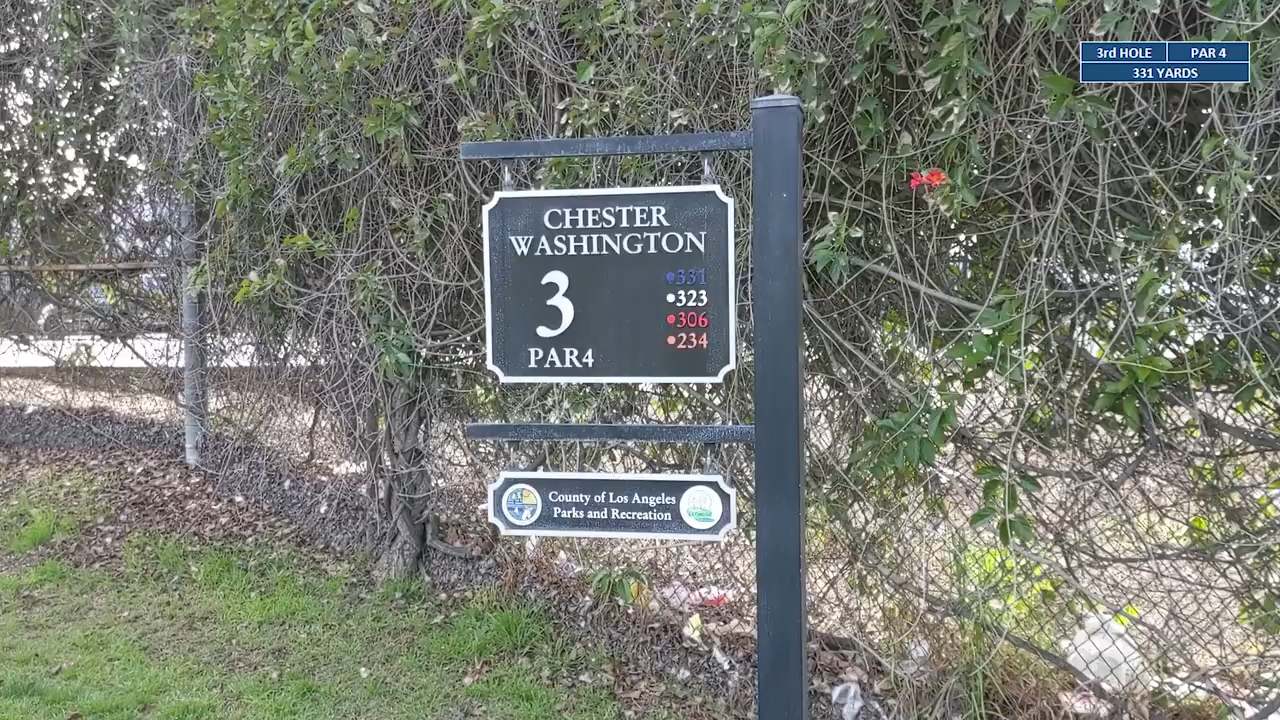 3rd HOLE PAR 4
331 YARDS
CHESTER
WASHINGTON
3
PAR4
•331
•323
•306
•234
County of Los Angeles
Parks and Recreation